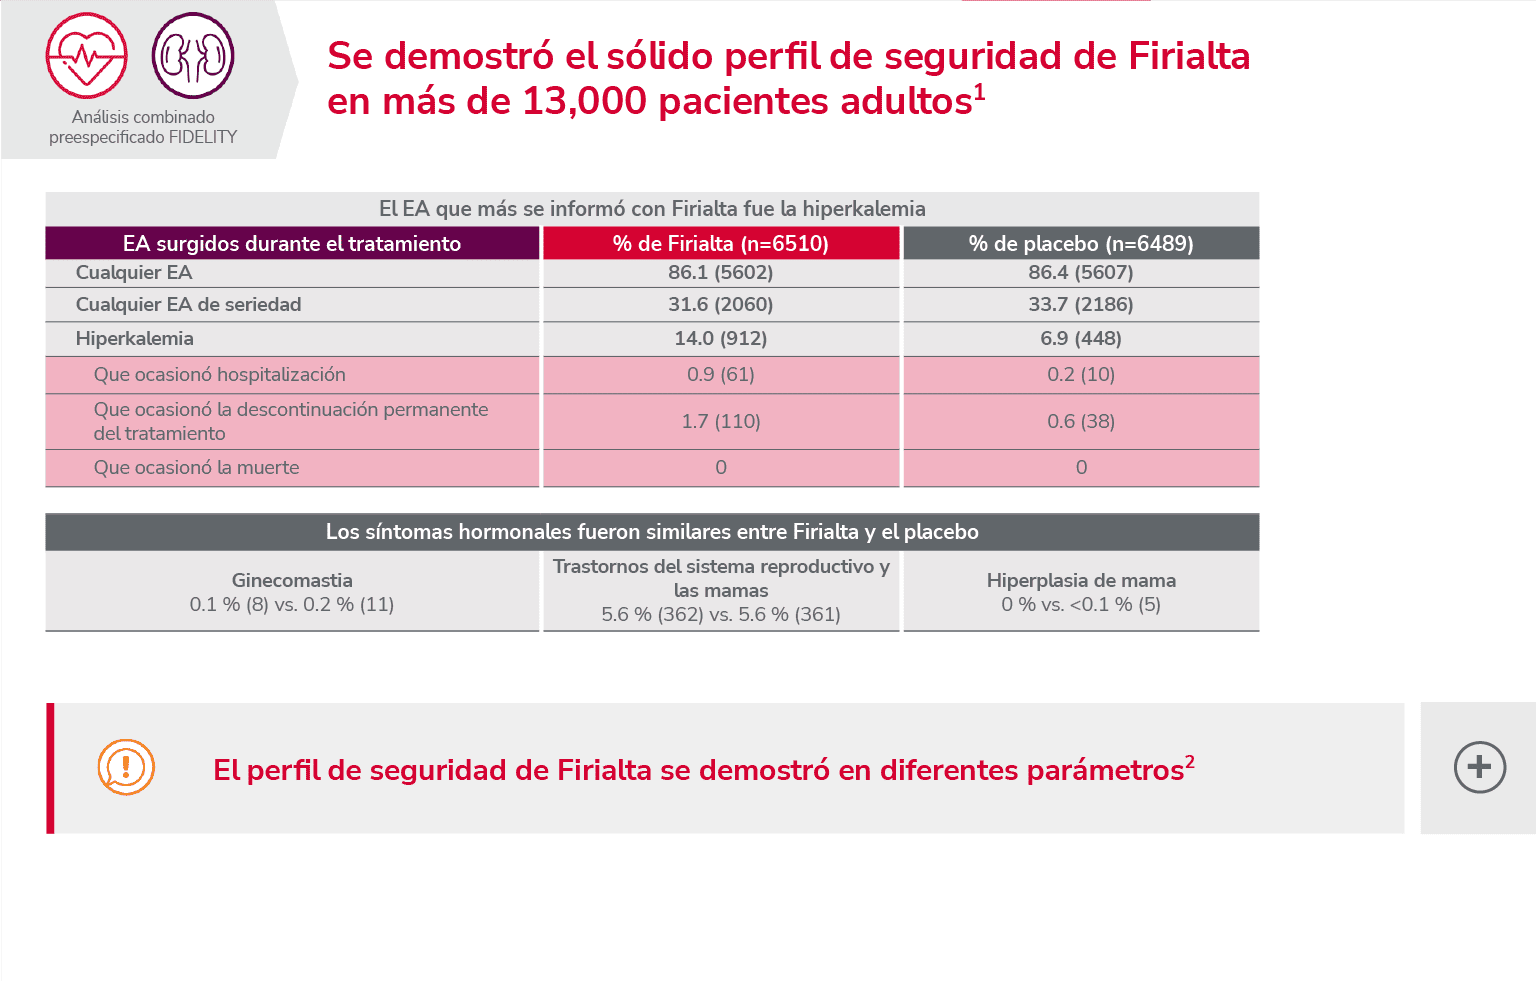 Análisis combinado
preespecificado FIDELITY
Se demostró el sólido perfil de seguridad de Firialta
en más de 13,000 pacientes adultos1
El EA que más se informó con Firialta fue la hiperkalemia
EA surgidos durante el tratamiento % de Firialta (n=6510) % de placebo (n=6489)
Cualquier EA 86.1 (5602) 86.4 (5607)
Cualquier EA de seriedad 31.6 (2060) 33.7 (2186)
Hiperkalemia 14.0 (912) 6.9 (448)
Que ocasionó hospitalización 0.9 (61) 0.2 (10)
Que ocasionó la descontinuación permanente
del tratamiento 1.7 (110) 0.6 (38)
Que ocasionó la muerte 0 0
Los síntomas hormonales fueron similares entre Firialta y el placebo
Ginecomastia
0.1 % (8) vs. 0.2 % (11)
Trastornos del sistema reproductivo y
las mamas
5.6 % (362) vs. 5.6 % (361)
Hiperplasia de mama
0 % vs. <0.1 % (5)
El perfil de seguridad de Firialta se demostró en diferentes parámetros2